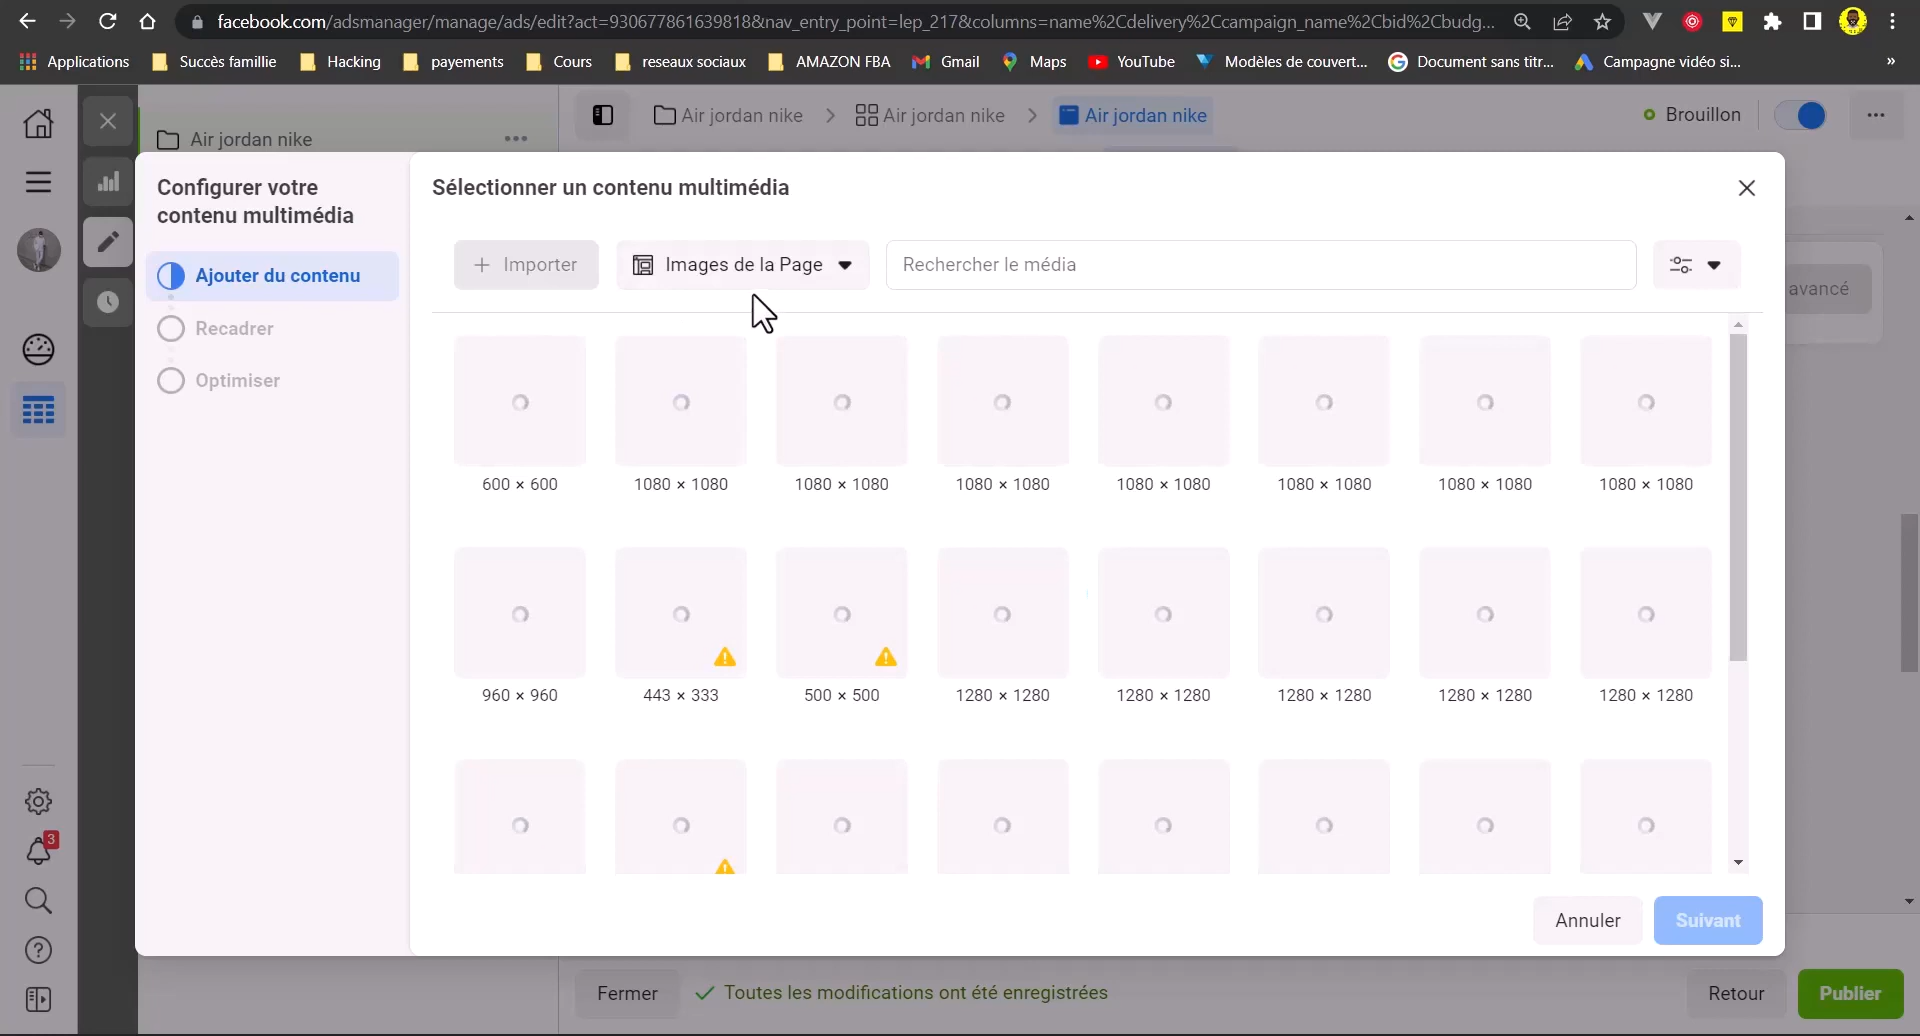 facebook.com/adsmanager/manage/ads/edit?act=930677861639818&nav_entry_point=lep_217&columns=name%2Cdelivery%2Ccampaign_name%2Cbid%2Cbudg...
Applications
Succès famillie
Hacking
payements
Cours
reseaux sociaux
AMAZON FBA
Gmail
Maps
YouTube
Modèles de couvert...
Document sans titr...
Campagne vidéo si...
»
Air jordan nike
Air jordan nike
Air jordan nike
Air jordan nike
Brouillon
Configurer votre
contenu multimédia
Ajouter du contenu
Recadrer
Optimiser
Sélectionner un contenu multimédia
+ Importer
Images de la Page
Rechercher le média
avancé
600 × 600
1080 × 1080
1080 × 1080
1080 × 1080
1080 × 1080
1080 × 1080
1080 × 1080
1080 × 1080
960 × 960
443 × 333
500 × 500
1280 × 1280
1280 × 1280
1280 × 1280
1280 × 1280
1280 × 1280
3
Annuler
Suivant
Fermer
Toutes les modifications ont été enregistrées
Retour
Publier